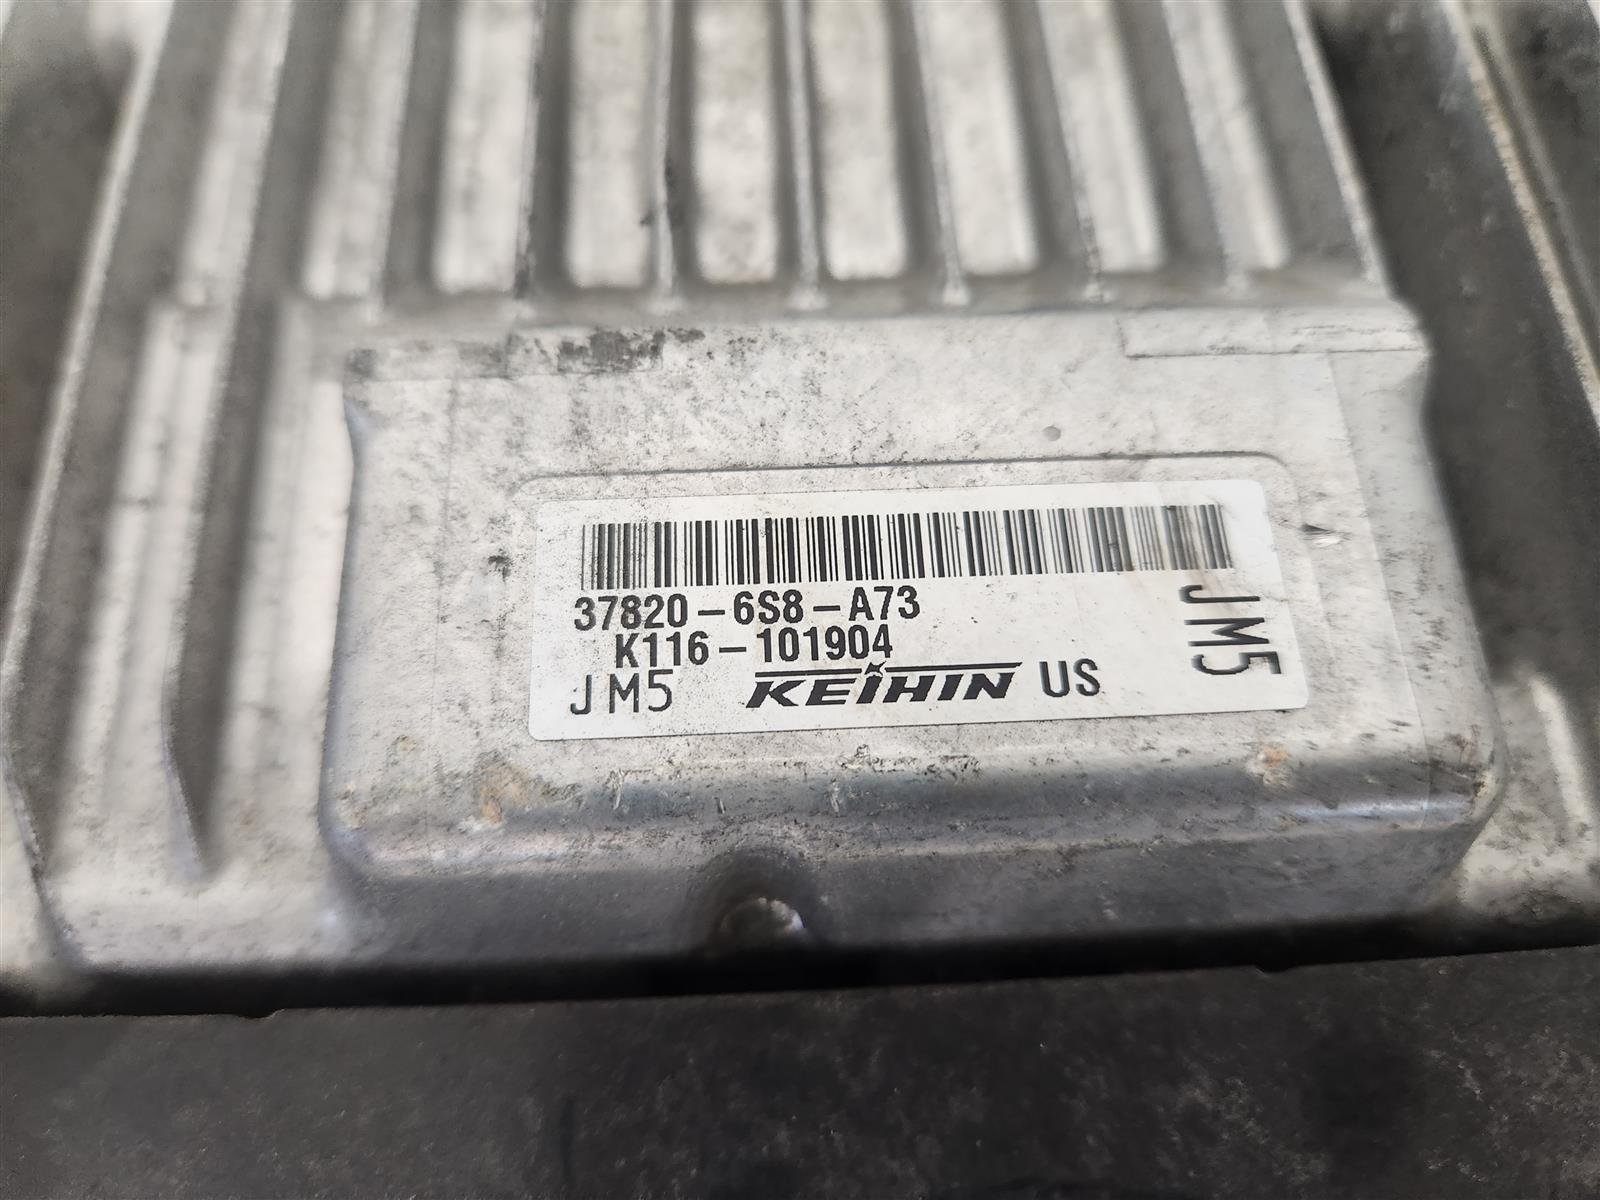 37820-6S8-A73
K116-101904
JM5 KEIHIN US
JM5